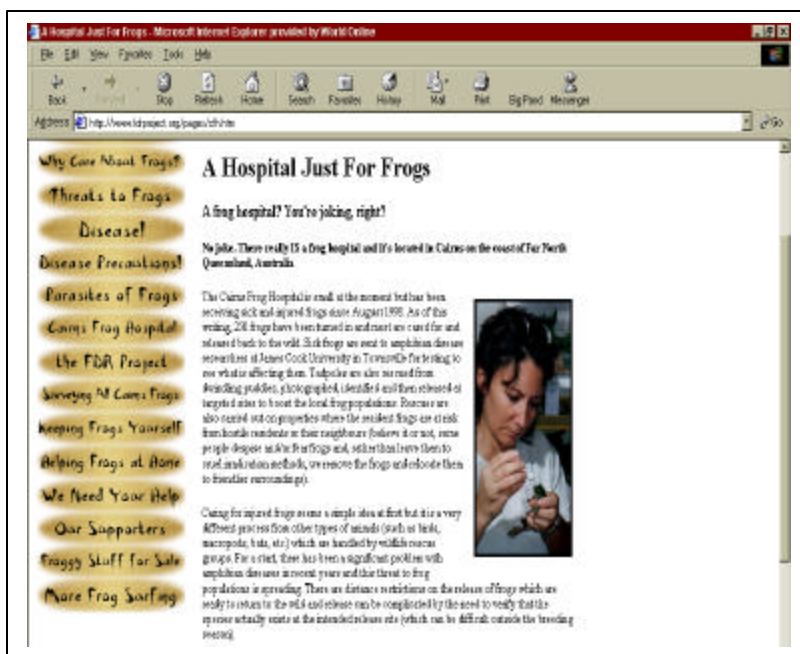 A Hospital Just For Frogs - Microsoft Internet Explorer provided by World Online
File Edit View Favorites Tools Help
Back Forward Stop Refresh Home Search Favorites History Mail Print Big Pond Messenger
Address http://www.fdrproject.org/pages/cfh.htm Go
Why Care About Frogs?
Threats to Frogs
Disease!
Disease Precautions!
Parasites of Frogs
Cairns Frog Hospital
the FDR Project
Surveying All Cairns Frogs
Keeping Frogs Yourself
Helping Frogs at Home
We Need Your Help
Our Supporters
Froggy Stuff for Sale
More Frog Surfing
A Hospital Just For Frogs
A frog hospital? You're joking, right?
No joke. There really IS a frog hospital and it's located in Cairns on the coast of Far North
Queensland, Australia.
The Cairns Frog Hospital is small at the moment but has been
receiving sick and injured frogs since August 1998. As of this
writing, frogs have been turned in and most are cared for and
released back to the wild. Sick frogs are sent to amphibian disease
researchers at James Cook University in Townsville for testing to
see what is affecting them. Tadpoles are also rescued from
dwindling puddles, photographed, identified and then released at
targeted sites to boost the local frog populations. Rescues are
also carried out on properties where the resident frogs are at risk
from hostile residents or their neighbours (believe it or not, some
people despise and/or fear frogs and, rather than leave them to
cruel eradication methods, we remove the frogs and relocate them
to friendlier surroundings).
Caring for injured frogs seems a simple idea at first but it is a very
different process from other types of animals (such as birds,
macropods, bats, etc.) which are handled by wildlife rescue
groups. For a start, there has been a significant problem with
amphibian diseases in recent years and this threat to frog
populations is spreading. There are distance restrictions on the release of frogs which are
ready to return to the wild and release can be complicated by the need to verify that the
species actually exists at the intended release site (which can be difficult outside the breeding
season).